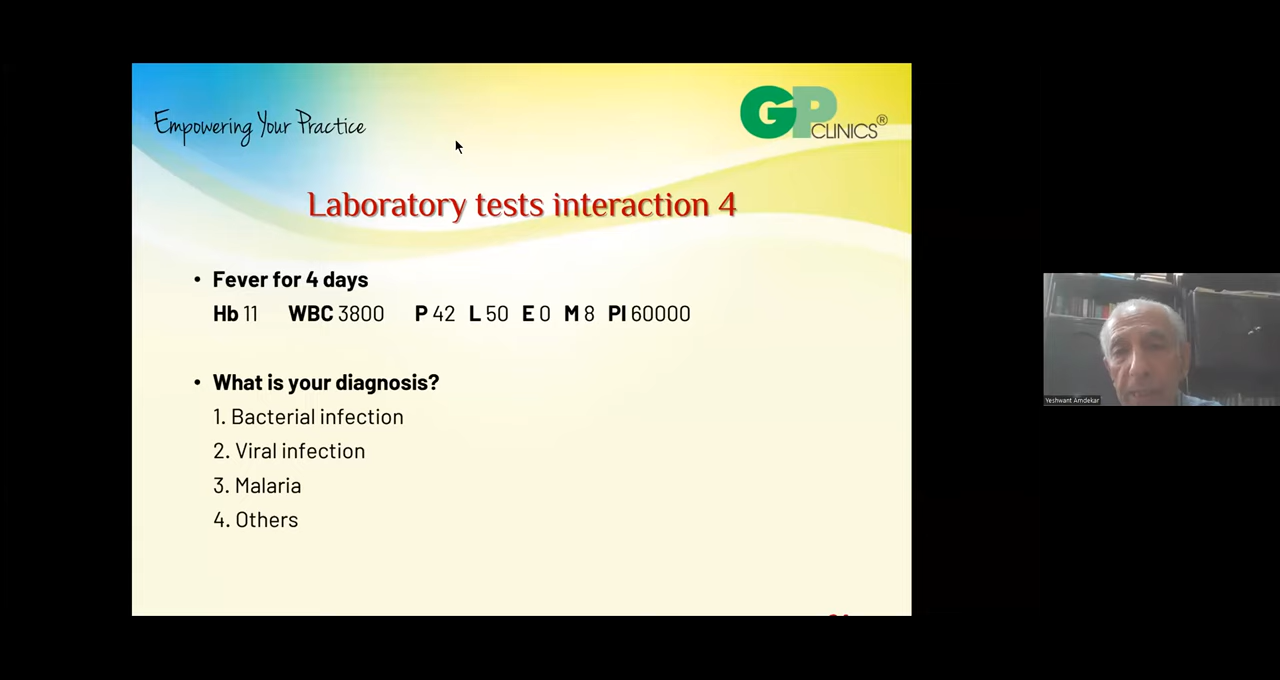 Empowering Your Practice
GP CLINICS®
Laboratory tests interaction 4
• Fever for 4 days
Hb 11 WBC 3800 P 42 L 50 E 0 M 8 Pl 60000
• What is your diagnosis?
1. Bacterial infection
2. Viral infection
3. Malaria
4. Others
Yeshwant Amdekar